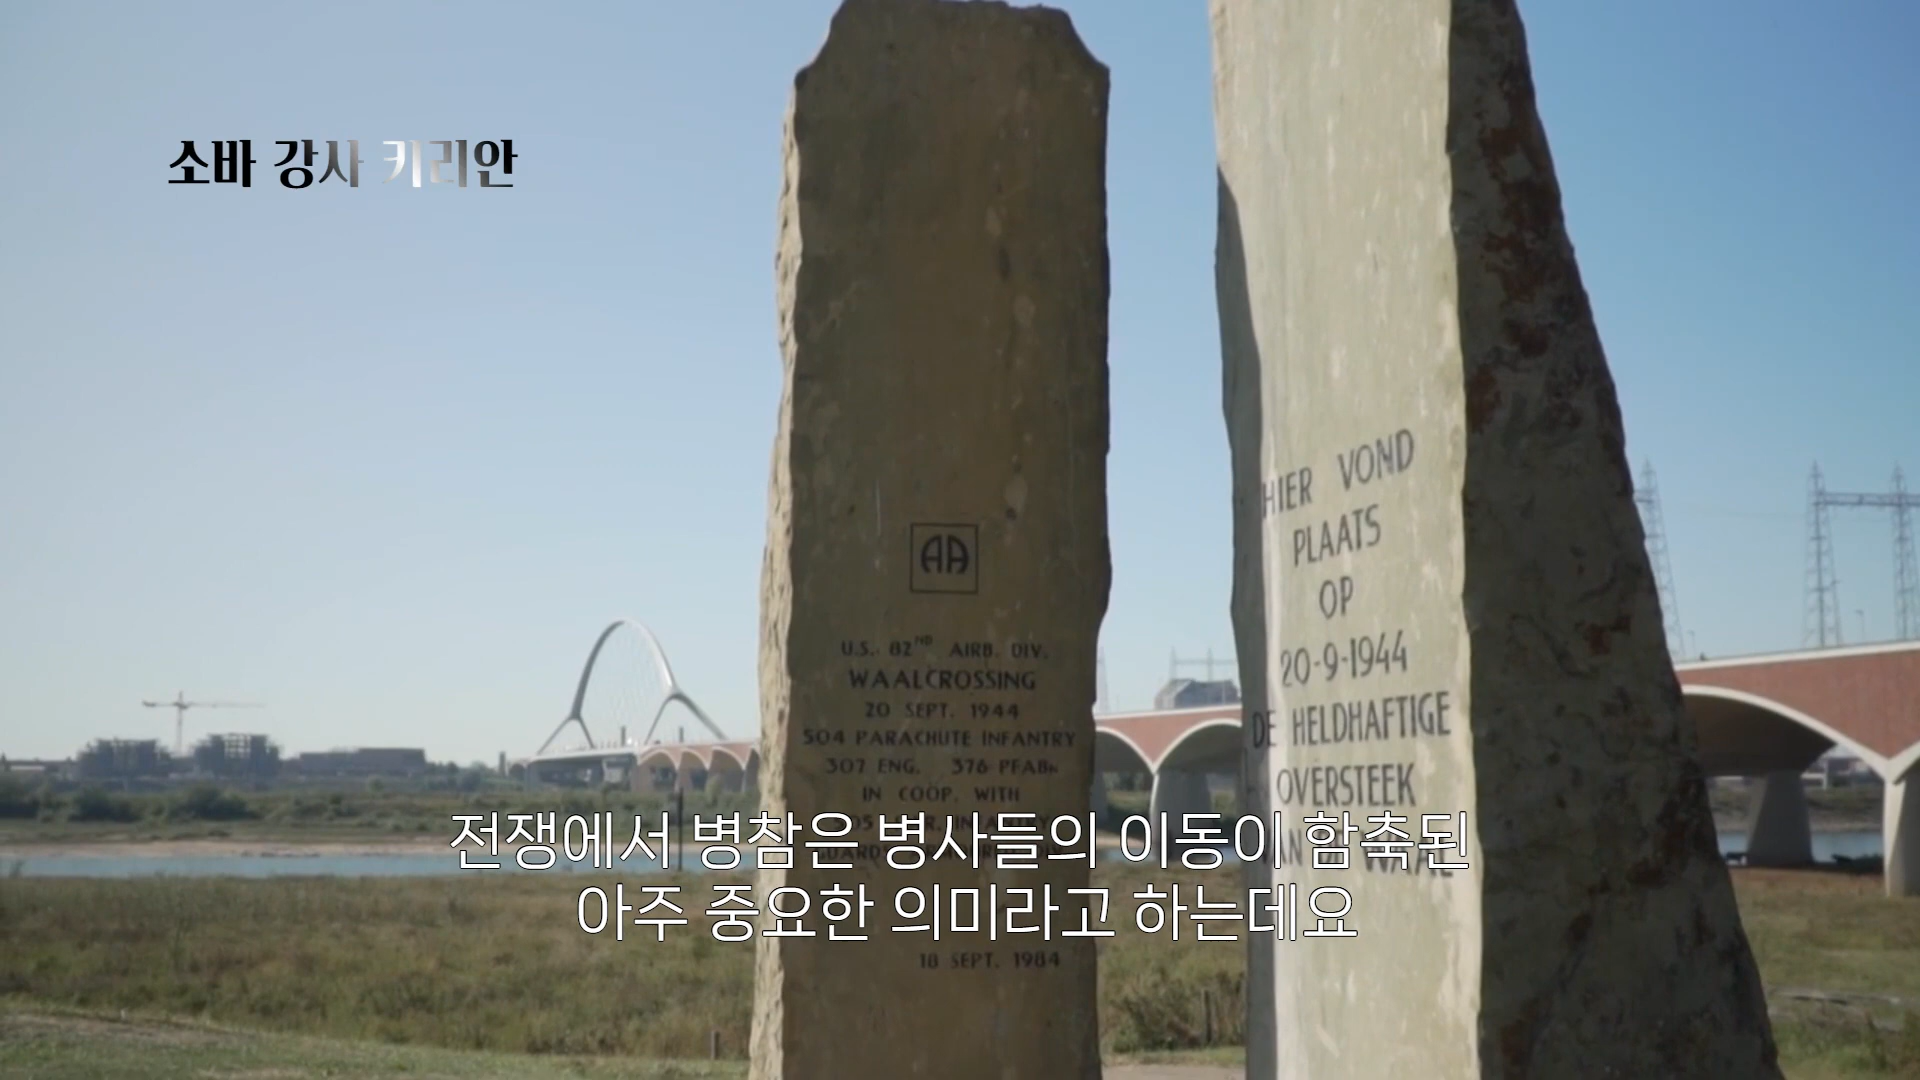 소바 강사 키리안
AA
U.S. 82ND AIRB. DIV.
WAALCROSSING
20 SEPT. 1944
504 PARACHUTE INFANTRY
307 ENG. 376 PFABN
IN COOP. WITH
18 SEPT. 1984
HIER VOND
PLAATS
OP
20-9-1944
DE HELDHAFTIGE
OVERSTEEK
WAAL
전쟁에서 병참은 병사들의 이동이 함축된
아주 중요한 의미라고 하는데요